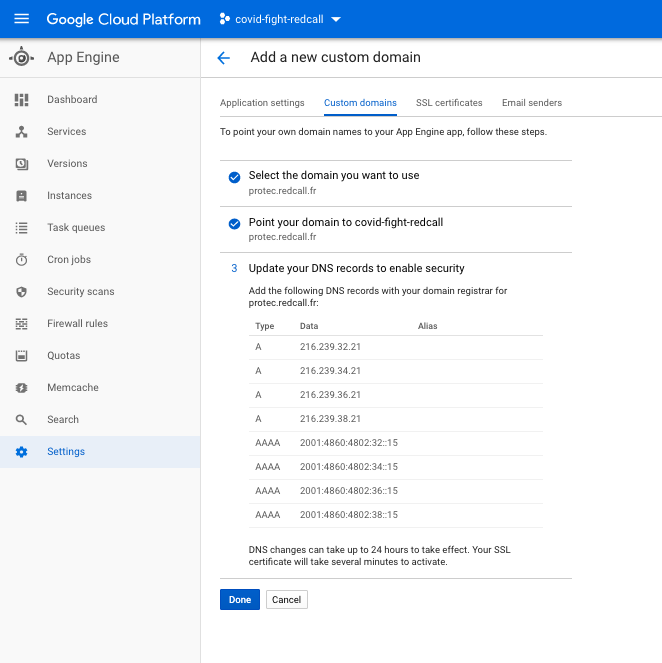 Google Cloud Platform covid-fight-redcall
App Engine
Dashboard
Services
Versions
Instances
Task queues
Cron jobs
Security scans
Firewall rules
Quotas
Memcache
Search
Settings
Add a new custom domain
Application settings Custom domains SSL certificates Email senders
To point your own domain names to your App Engine app, follow these steps.
Select the domain you want to use
protec.redcall.fr
Point your domain to covid-fight-redcall
protec.redcall.fr
3 Update your DNS records to enable security
Add the following DNS records with your domain registrar for
protec.redcall.fr:
Type Data Alias
A 216.239.32.21
A 216.239.34.21
A 216.239.36.21
A 216.239.38.21
AAAA 2001:4860:4802:32::15
AAAA 2001:4860:4802:34::15
AAAA 2001:4860:4802:36::15
AAAA 2001:4860:4802:38::15
DNS changes can take up to 24 hours to take effect. Your SSL
certificate will take several minutes to activate.
Done Cancel